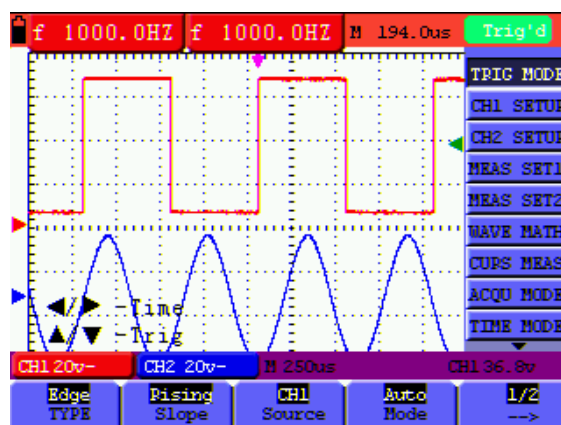 f 1000.0HZ f 1000.0HZ M 194.0us Trig'd
TRIG MODE
CH1 SETUP
CH2 SETUP
MEAS SET1
MEAS SET2
WAVE MATH
CUPS MEAS
ACQU MODE
TIME MODE
◀/▶ -Time
▲/▼ -Trig
CH1 20v- CH2 20v- M 250us CH1 36.8v
Edge Rising CH1 Auto 1/2
TYPE Slope Source Mode -->